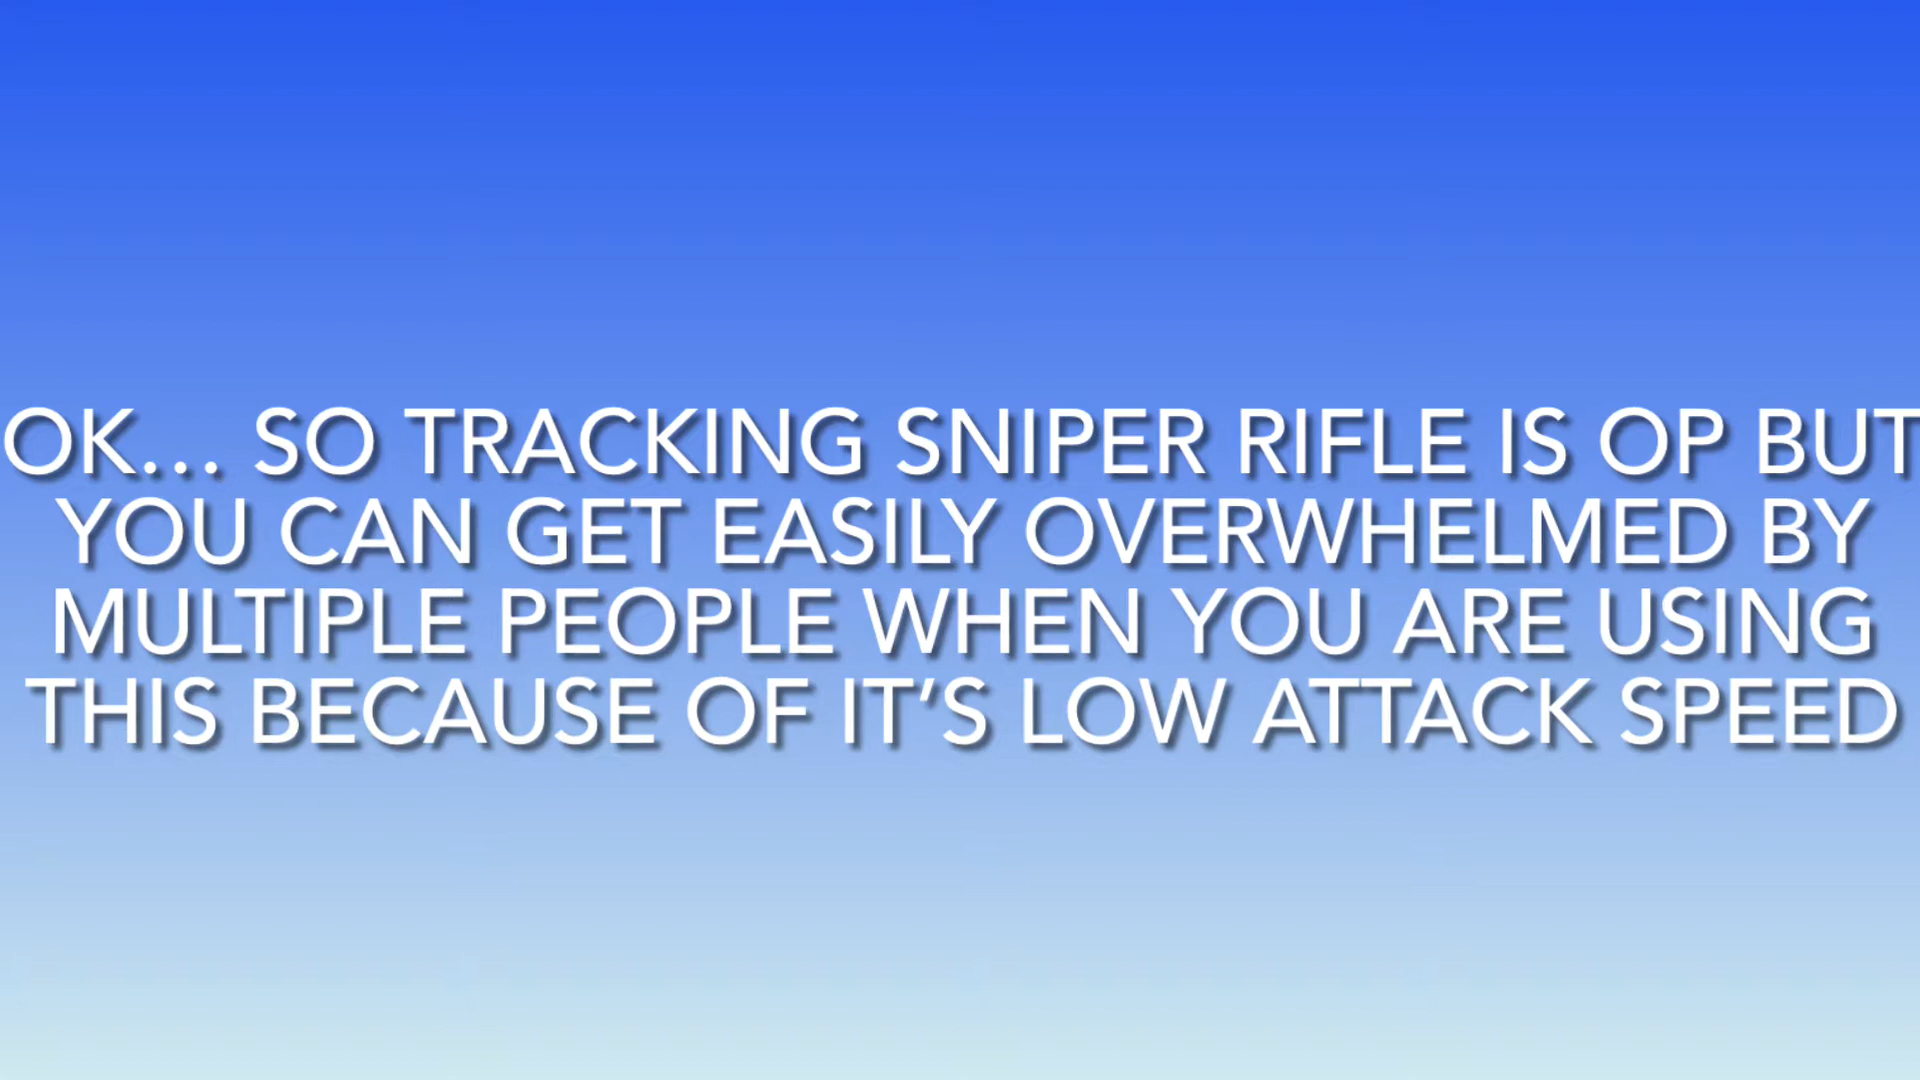 OK... SO TRACKING SNIPER RIFLE IS OP BUT
YOU CAN GET EASILY OVERWHELMED BY
MULTIPLE PEOPLE WHEN YOU ARE USING
THIS BECAUSE OF IT’S LOW ATTACK SPEED